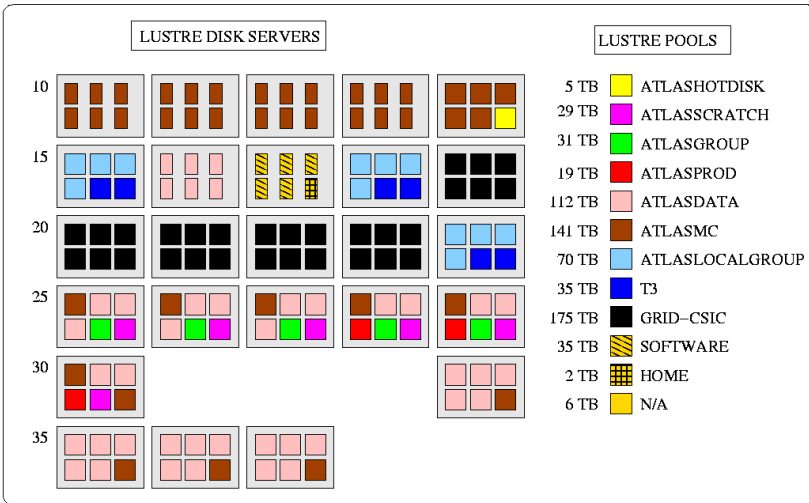 LUSTRE DISK SERVERS
LUSTRE POOLS
10
15
20
25
30
35
5 TB ATLASHOTDISK
29 TB ATLASSCRATCH
31 TB ATLASGROUP
19 TB ATLASPROD
112 TB ATLASDATA
141 TB ATLASMC
70 TB ATLASLOCALGROUP
35 TB T3
175 TB GRID−CSIC
35 TB SOFTWARE
2 TB HOME
6 TB N/A